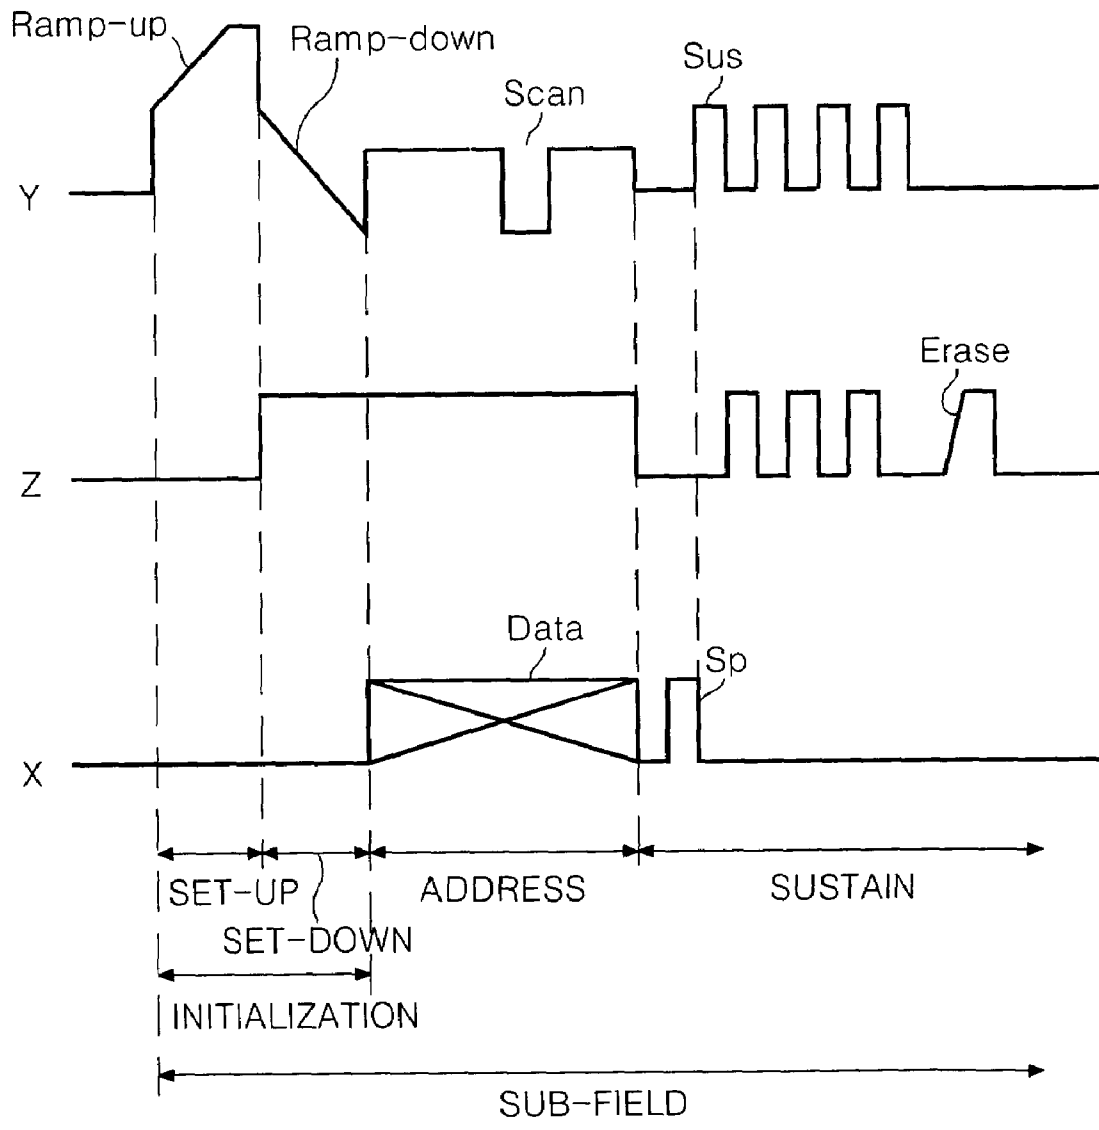 Ramp-up
Ramp-down
Sus
Scan
Y
Erase
Z
Data
Sp
X
SET-UP
ADDRESS
SUSTAIN
SET-DOWN
INITIALIZATION
SUB-FIELD